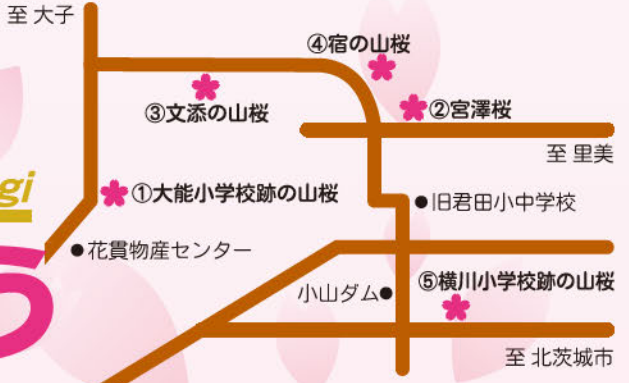 至 大子
④宿の山桜
③文添の山桜
②宮澤桜
至 里美
gi
①大能小学校跡の山桜
●旧君田小中学校
●花貫物産センター
小山ダム●
⑤横川小学校跡の山桜
至 北茨城市